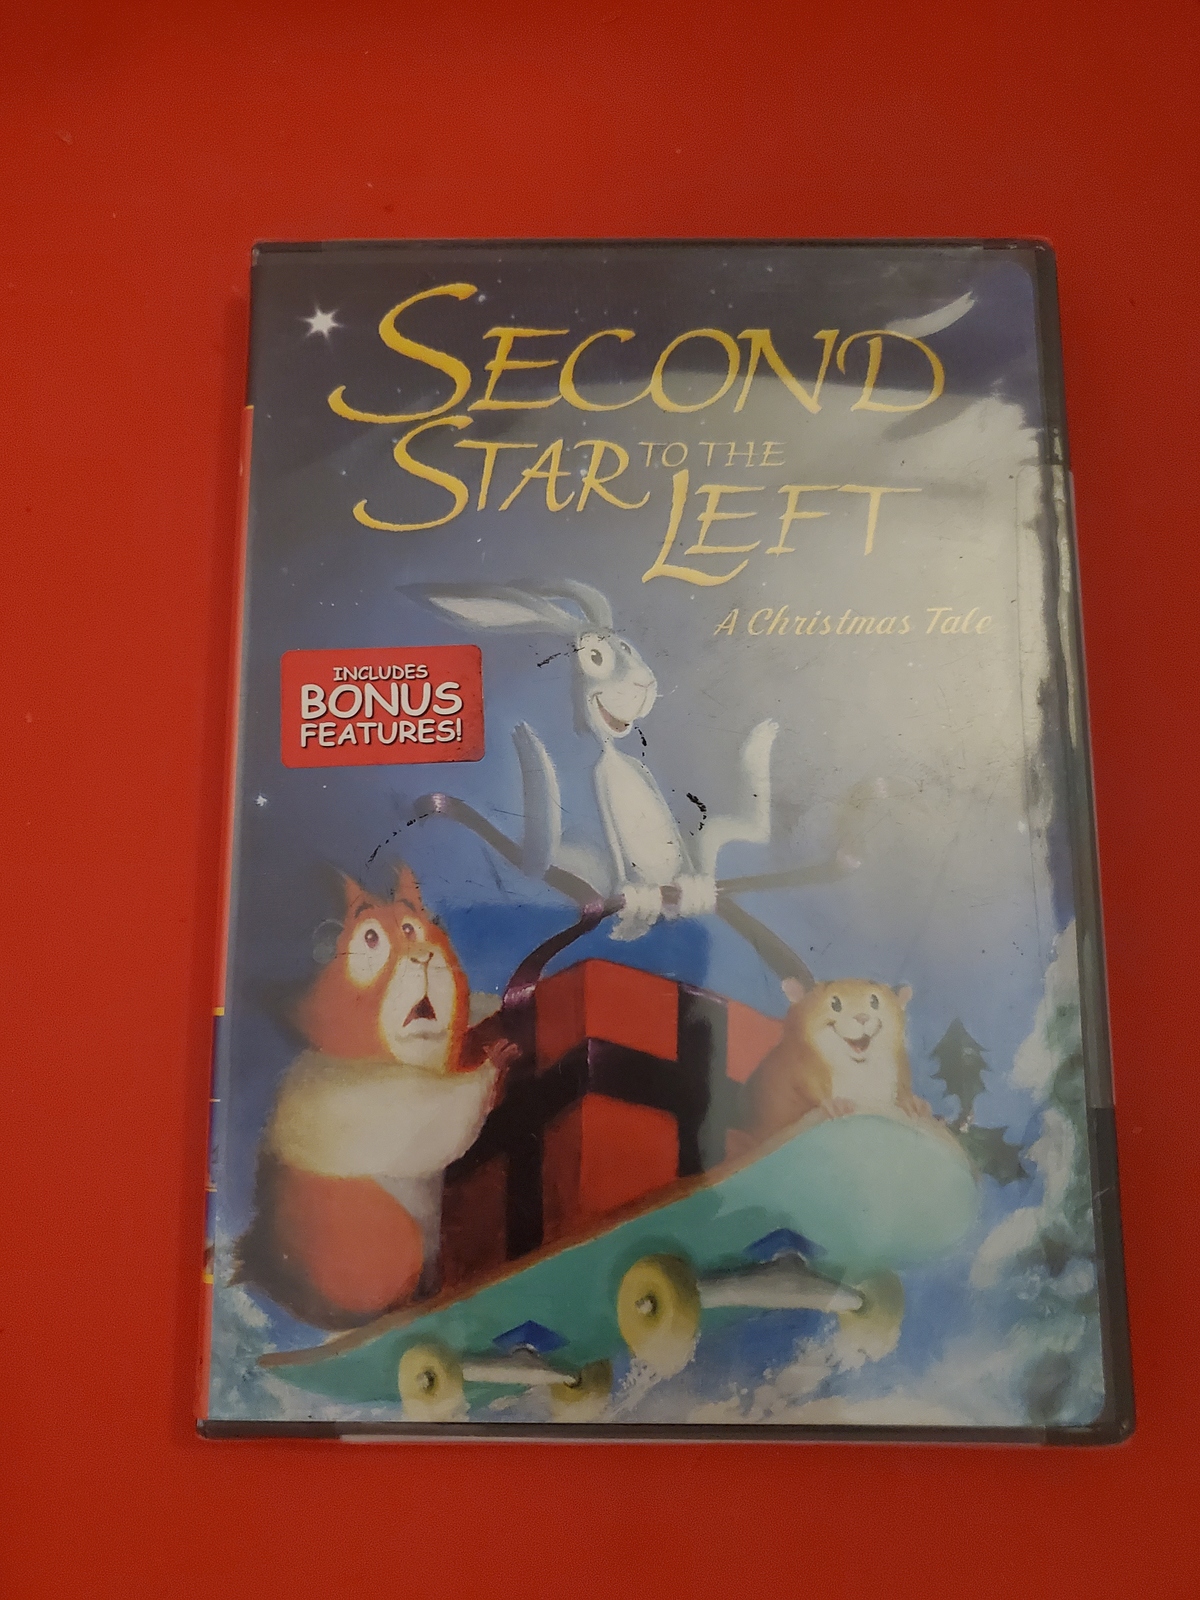 SECOND
STAR TO THE
LEFT
A Christmas Tale
INCLUDES
BONUS
FEATURES!